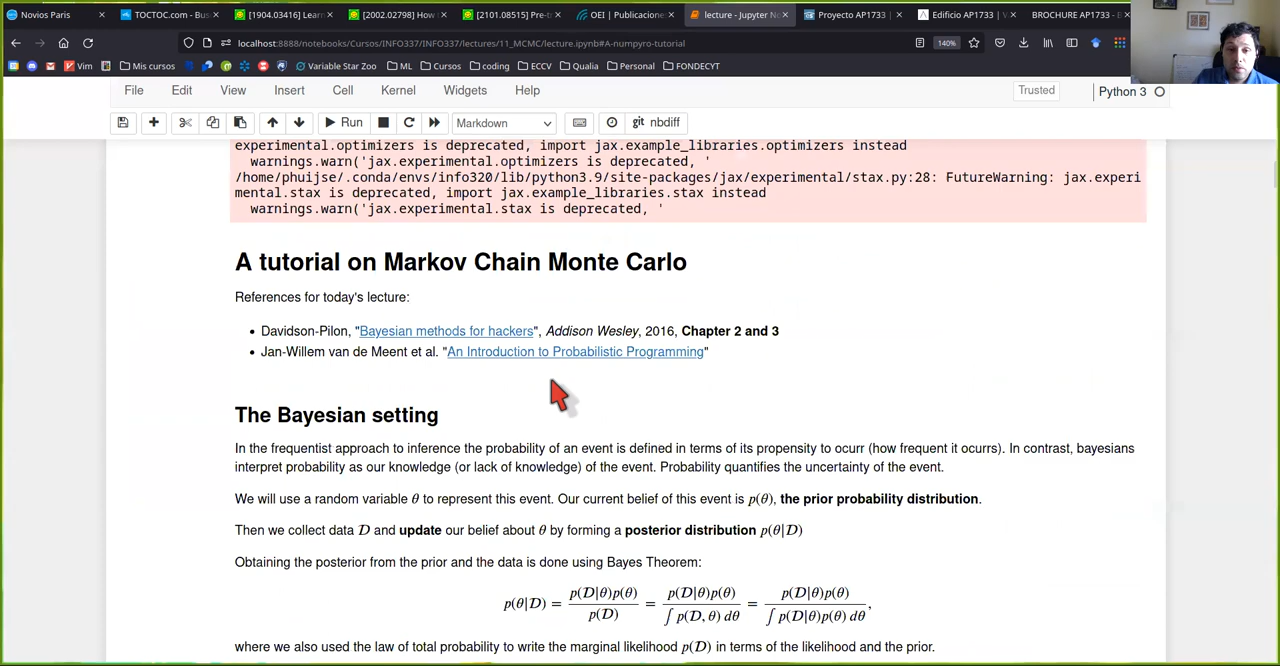 Novios Paris
TOCTOC.com - Bus
[1904.03416] Lear
[2002.02798] How
[2101.08515] Pre-t
OEI | Publicacione
lecture - Jupyter No
Proyecto AP1733
Edificio AP1733 | V
BROCHURE AP1733 -
localhost:8888/notebooks/Cursos/INFO337/INFO337/lectures/11_MCMC/lecture.ipynb#A-numpyro-tutorial
140%
Vim
Mis cursos
Variable Star Zoo
ML
Cursos
coding
ECCV
Qualia
Personal
FONDECYT
File Edit View Insert Cell Kernel Widgets Help
Trusted
Python 3
Run
Markdown
git nbdiff
experimental.optimizers is deprecated, import jax.example_libraries.optimizers instead
warnings.warn('jax.experimental.optimizers is deprecated, '
/home/phuijse/.conda/envs/info320/lib/python3.9/site-packages/jax/experimental/stax.py:28: FutureWarning: jax.experi
mental.stax is deprecated, import jax.example_libraries.stax instead
warnings.warn('jax.experimental.stax is deprecated, '
A tutorial on Markov Chain Monte Carlo
References for today's lecture:
• Davidson-Pilon, "Bayesian methods for hackers", Addison Wesley, 2016, Chapter 2 and 3
• Jan-Willem van de Meent et al. "An Introduction to Probabilistic Programming"
The Bayesian setting
In the frequentist approach to inference the probability of an event is defined in terms of its propensity to ocurr (how frequent it ocurrs). In contrast, bayesians
interpret probability as our knowledge (or lack of knowledge) of the event. Probability quantifies the uncertainty of the event.
We will use a random variable θ to represent this event. Our current belief of this event is p(θ), the prior probability distribution.
Then we collect data D and update our belief about θ by forming a posterior distribution p(θ|D)
Obtaining the posterior from the prior and the data is done using Bayes Theorem:
p(θ|D) = p(D|θ)p(θ) / p(D) = p(D|θ)p(θ) / ∫ p(D, θ) dθ = p(D|θ)p(θ) / ∫ p(D|θ)p(θ) dθ,
where we also used the law of total probability to write the marginal likelihood p(D) in terms of the likelihood and the prior.